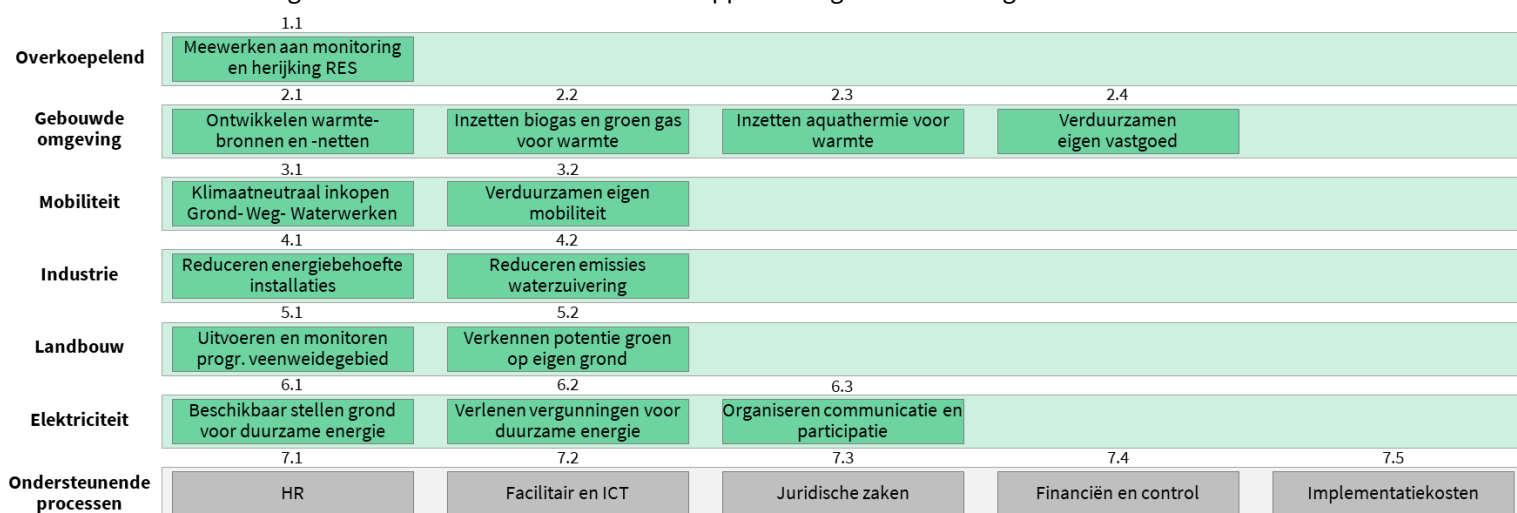 1.1
Overkoepelend
Meewerken aan monitoring
en herijking RES
2.1
2.2
2.3
2.4
Gebouwde
omgeving
Ontwikkelen warmte-
bronnen en -netten
Inzetten biogas en groen gas
voor warmte
Inzetten aquathermie voor
warmte
Verduurzamen
eigen vastgoed
3.1
3.2
Mobiliteit
Klimaatneutraal inkopen
Grond- Weg- Waterwerken
Verduurzamen eigen
mobiliteit
4.1
4.2
Industrie
Reduceren energiebehoefte
installaties
Reduceren emissies
waterzuivering
5.1
5.2
Landbouw
Uitvoeren en monitoren
progr. veenweidegebied
Verkennen potentie groen
op eigen grond
6.1
6.2
6.3
Elektriciteit
Beschikbaar stellen grond
voor duurzame energie
Verlenen vergunningen voor
duurzame energie
Organiseren communicatie en
participatie
7.1
7.2
7.3
7.4
7.5
Ondersteunende
processen
HR
Facilitair en ICT
Juridische zaken
Financiën en control
Implementatiekosten